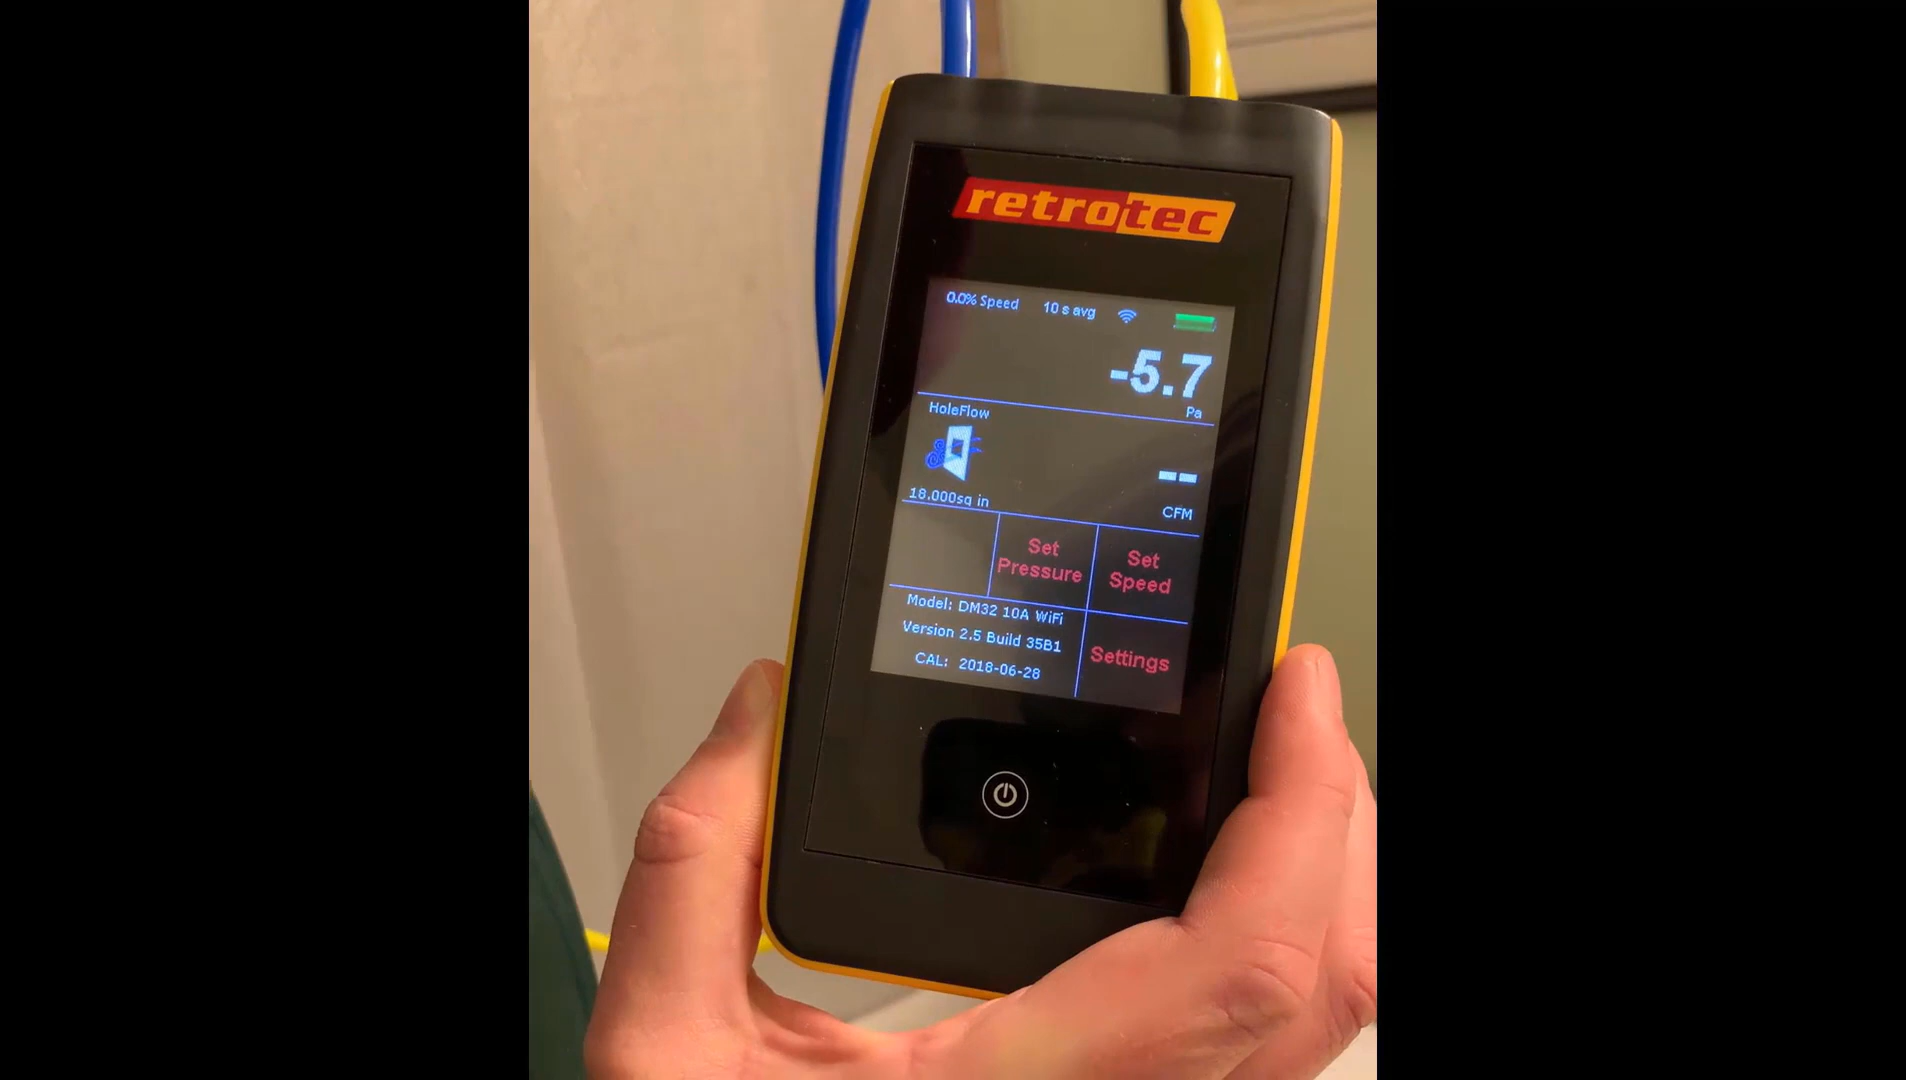 retrotec
0.0% Speed 10 s avg
-5.7
Pa
HoleFlow
--
18.000sq in
CFM
Set Pressure
Set Speed
Model: DM32 10A WiFi
Version 2.5 Build 35B1
CAL: 2018-06-28
Settings